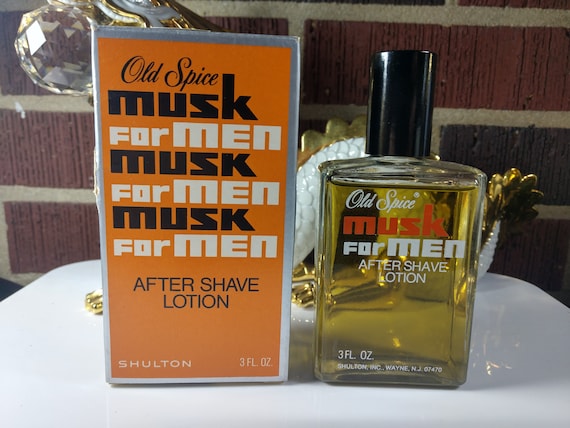 Old Spice
musk
for MEN
musk
for MEN
musk
for MEN
AFTER SHAVE
LOTION
SHULTON 3 FL. OZ.
Old Spice®
musk
for MEN
AFTER SHAVE
LOTION
3 FL. OZ.
SHULTON, INC., WAYNE, N.J. 07470